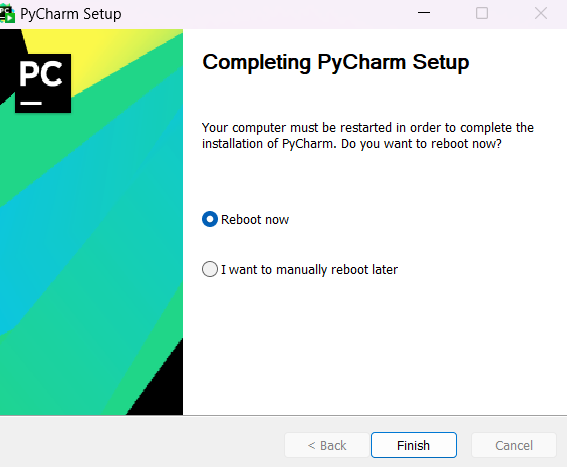 PC PyCharm Setup
PC
Completing PyCharm Setup
Your computer must be restarted in order to complete the
installation of PyCharm. Do you want to reboot now?
Reboot now
I want to manually reboot later
< Back
Finish
Cancel